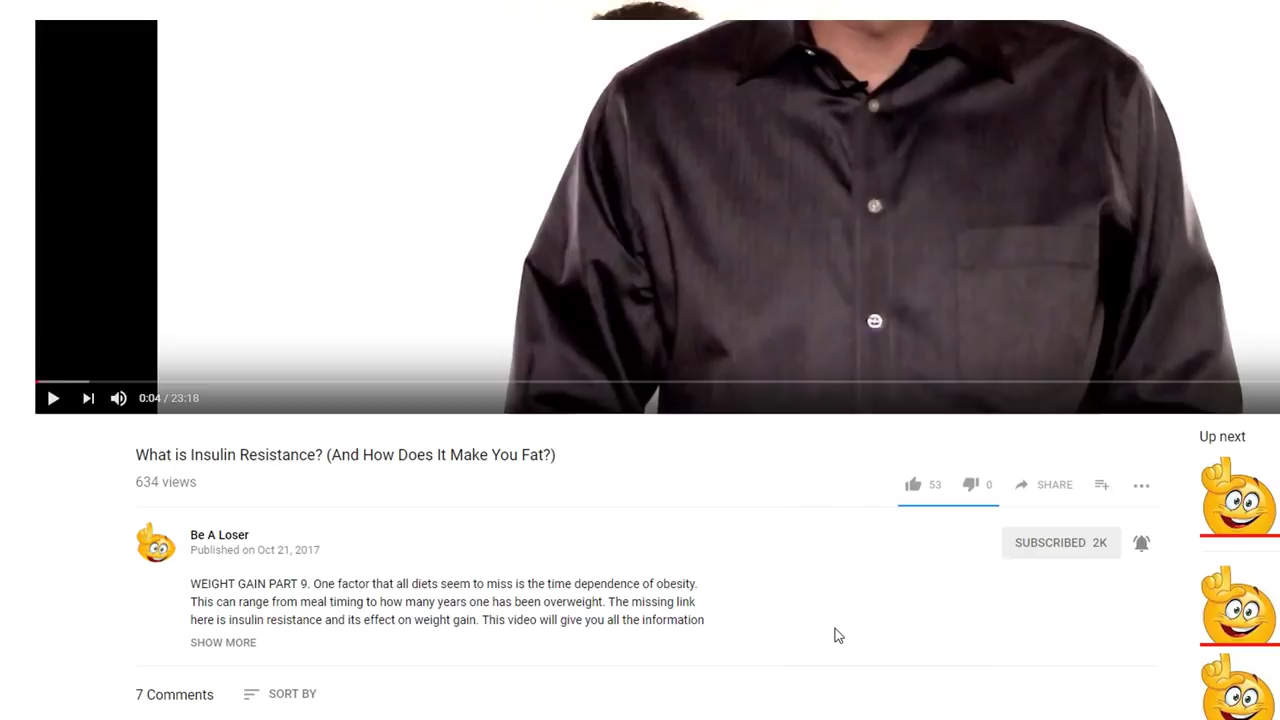 0:04 / 23:18
What is Insulin Resistance? (And How Does It Make You Fat?)
634 views
53
0
SHARE
Up next
Be A Loser
Published on Oct 21, 2017
SUBSCRIBED 2K
WEIGHT GAIN PART 9. One factor that all diets seem to miss is the time dependence of obesity.
This can range from meal timing to how many years one has been overweight. The missing link
here is insulin resistance and its effect on weight gain. This video will give you all the information
SHOW MORE
7 Comments
SORT BY